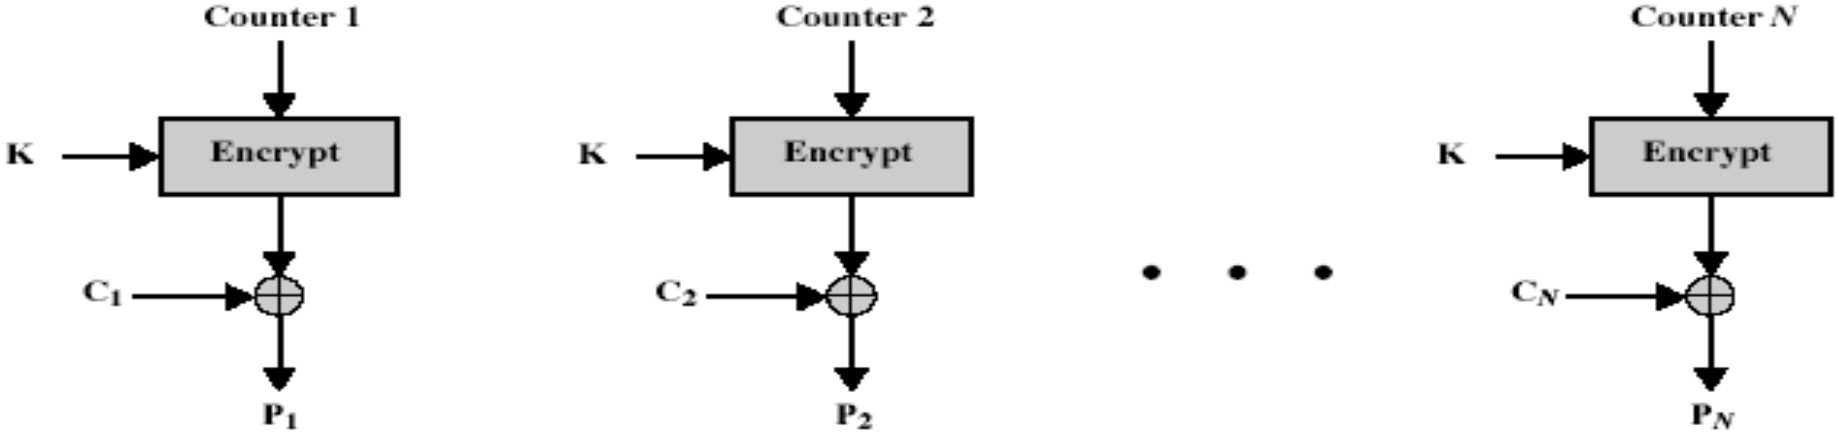 Counter 1 Counter 2 Counter N
K Encrypt K Encrypt K Encrypt
C1 C2 CN
P1 P2 PN